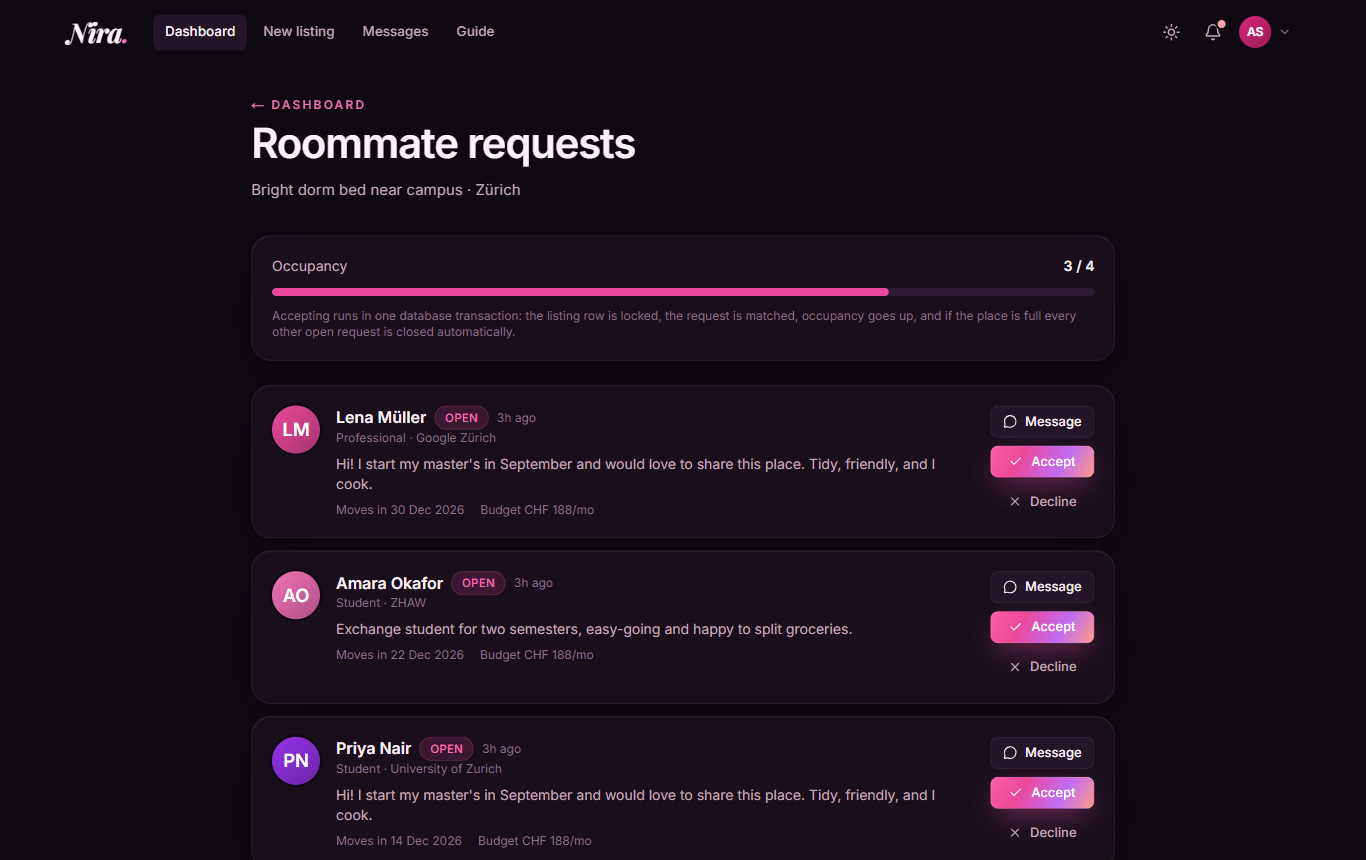 Nira.
Dashboard
New listing
Messages
Guide
AS
← DASHBOARD
Roommate requests
Bright dorm bed near campus · Zürich
Occupancy
3 / 4
Accepting runs in one database transaction: the listing row is locked, the request is matched, occupancy goes up, and if the place is full every
other open request is closed automatically.
LM
Lena Müller
OPEN
3h ago
Professional · Google Zürich
Hi! I start my master's in September and would love to share this place. Tidy, friendly, and I
cook.
Moves in 30 Dec 2026
Budget CHF 188/mo
Message
Accept
Decline
AO
Amara Okafor
OPEN
3h ago
Student · ZHAW
Exchange student for two semesters, easy-going and happy to split groceries.
Moves in 22 Dec 2026
Budget CHF 188/mo
Message
Accept
Decline
PN
Priya Nair
OPEN
3h ago
Student · University of Zurich
Hi! I start my master's in September and would love to share this place. Tidy, friendly, and I
cook.
Moves in 14 Dec 2026
Budget CHF 188/mo
Message
Accept
Decline